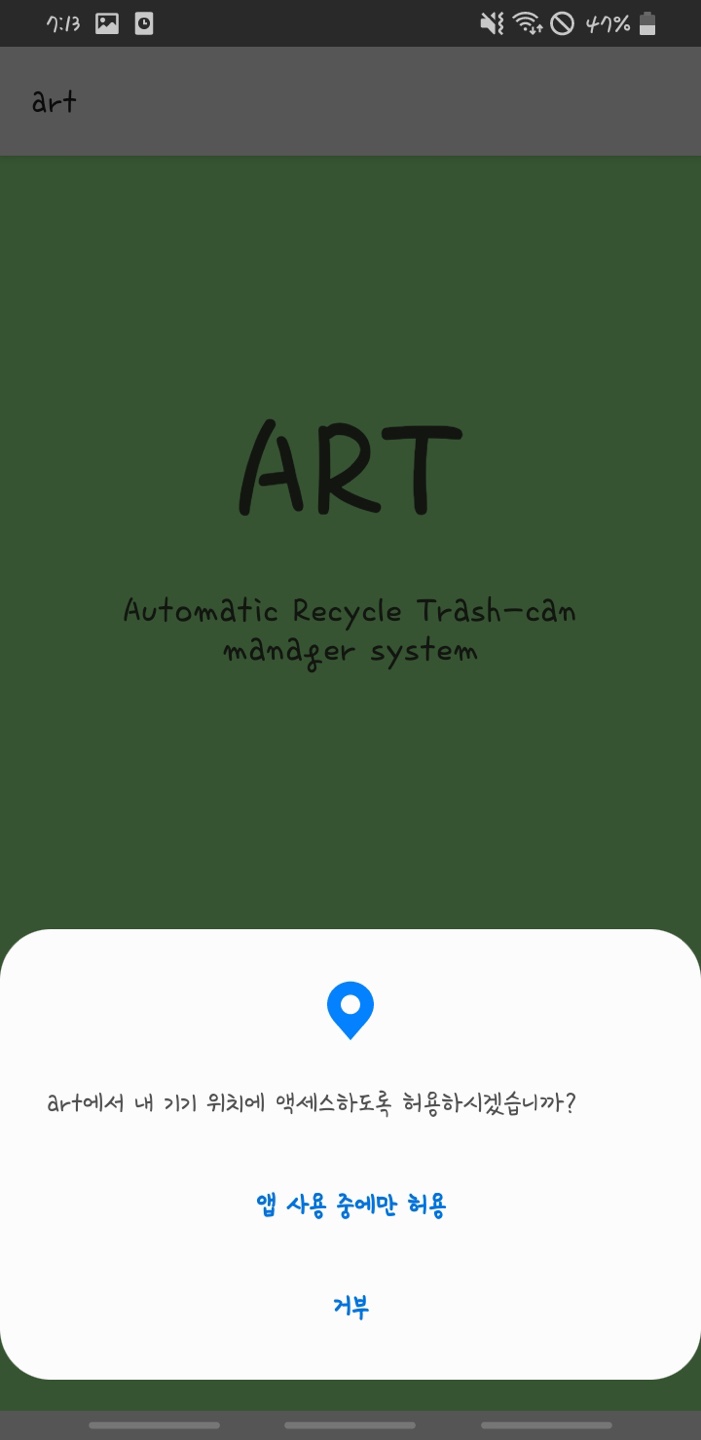 7:13 47%
art
ART
Automatic Recycle Trash-can
manager system
art에서 내 기기 위치에 액세스하도록 허용하시겠습니까?
앱 사용 중에만 허용
거부